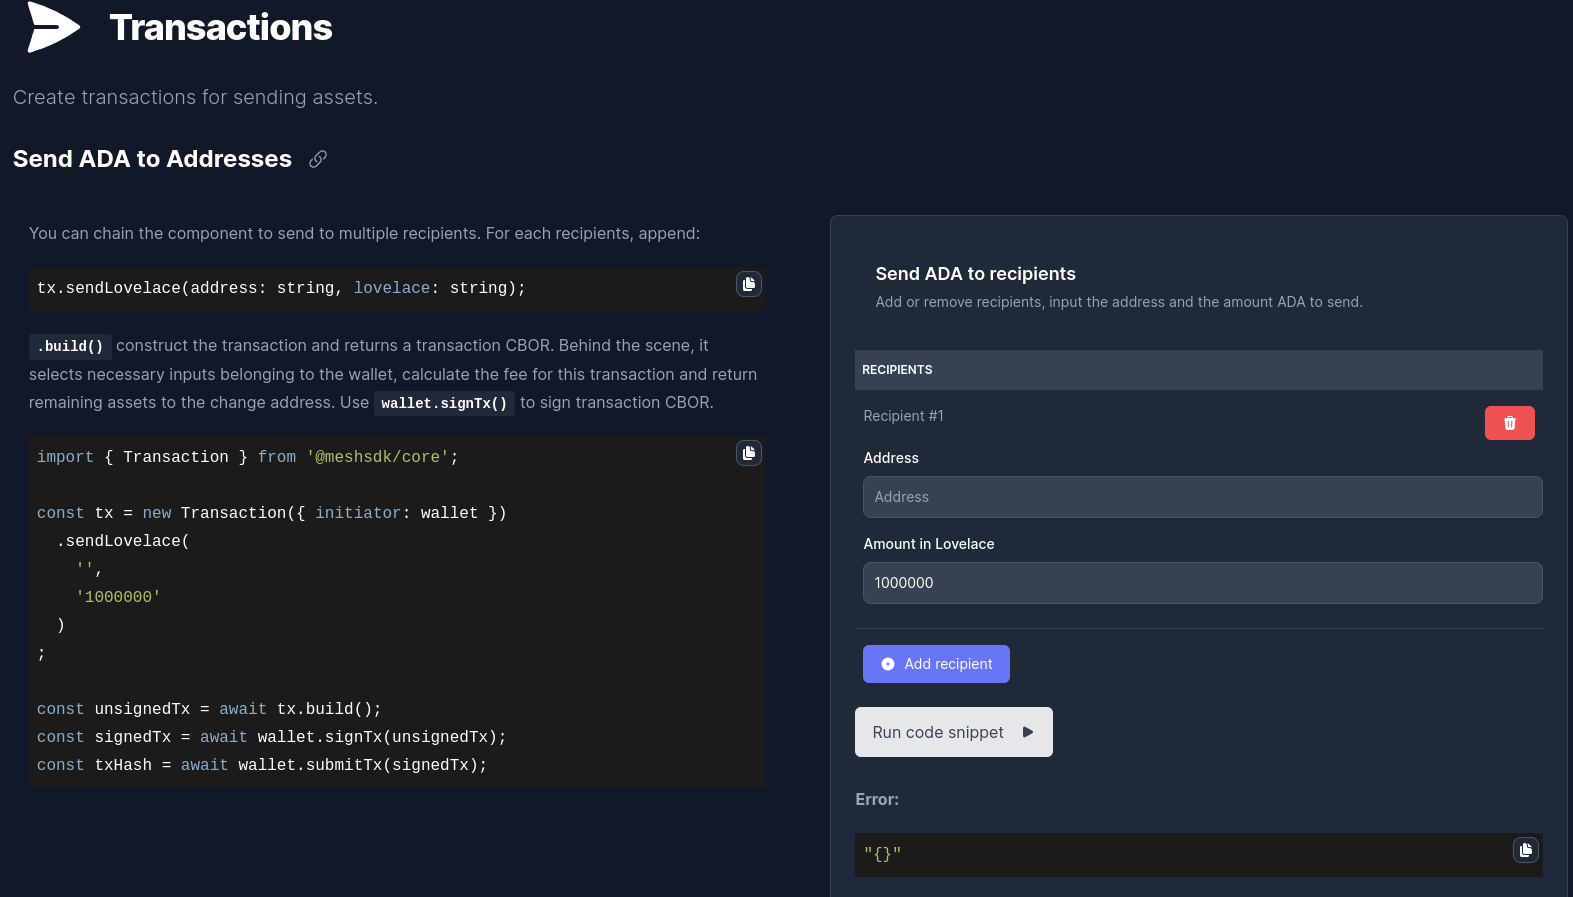 Transactions
Create transactions for sending assets.
Send ADA to Addresses
You can chain the component to send to multiple recipients. For each recipients, append:
tx.sendLovelace(address: string, lovelace: string);
.build() construct the transaction and returns a transaction CBOR. Behind the scene, it
selects necessary inputs belonging to the wallet, calculate the fee for this transaction and return
remaining assets to the change address. Use wallet.signTx() to sign transaction CBOR.
import { Transaction } from '@meshsdk/core';
const tx = new Transaction({ initiator: wallet })
  .sendLovelace(
    '',
    '1000000'
  )
;
const unsignedTx = await tx.build();
const signedTx = await wallet.signTx(unsignedTx);
const txHash = await wallet.submitTx(signedTx);
Send ADA to recipients
Add or remove recipients, input the address and the amount ADA to send.
RECIPIENTS
Recipient #1
Address
Address
Amount in Lovelace
1000000
Add recipient
Run code snippet
Error:
"{}"